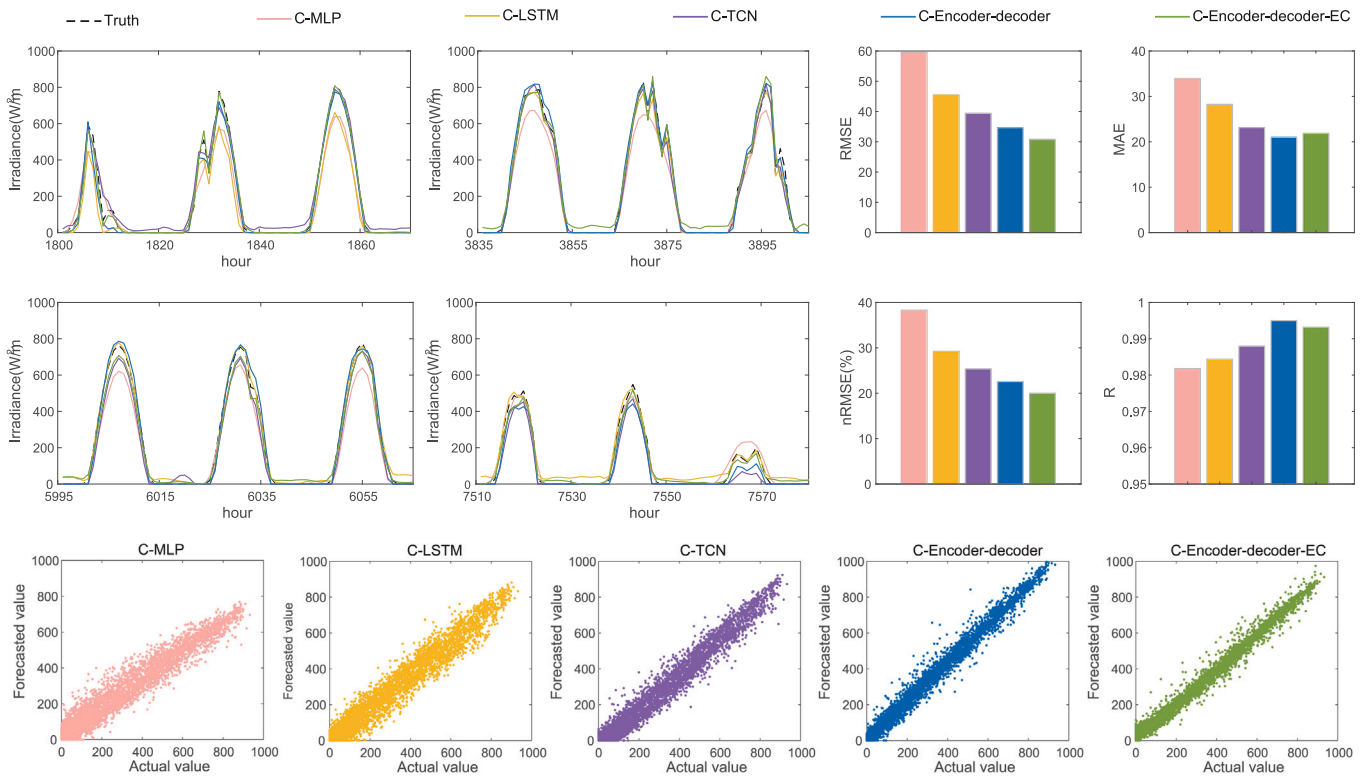 Truth C-MLP C-LSTM C-TCN C-Encoder-decoder C-Encoder-decoder-EC
1000
800
600
400
200
0
Irradiance(W/m²
1800 1820 1840 1860
hour
1000
800
600
400
200
0
Irradiance(W/m²
3835 3855 3875 3895
hour
60
50
40
30
20
10
0
RMSE
40
30
20
10
0
MAE
1000
800
600
400
200
0
Irradiance(W/m²
5995 6015 6035 6055
hour
1000
800
600
400
200
0
Irradiance(W/m²
7510 7530 7550 7570
hour
40
20
0
nRMSE(%)
1
0.99
0.98
0.97
0.96
0.95
R
C-MLP
1000
800
600
400
200
0
Forecasted value
0 200 400 600 800 1000
Actual value
C-LSTM
1000
800
600
400
200
0
Forecasted value
0 200 400 600 800 1000
Actual value
C-TCN
1000
800
600
400
200
0
Forecasted value
0 200 400 600 800 1000
Actual value
C-Encoder-decoder
1000
800
600
400
200
0
Forecasted value
0 200 400 600 800 1000
Actual value
C-Encoder-decoder-EC
1000
800
600
400
200
0
Forecasted value
0 200 400 600 800 1000
Actual value